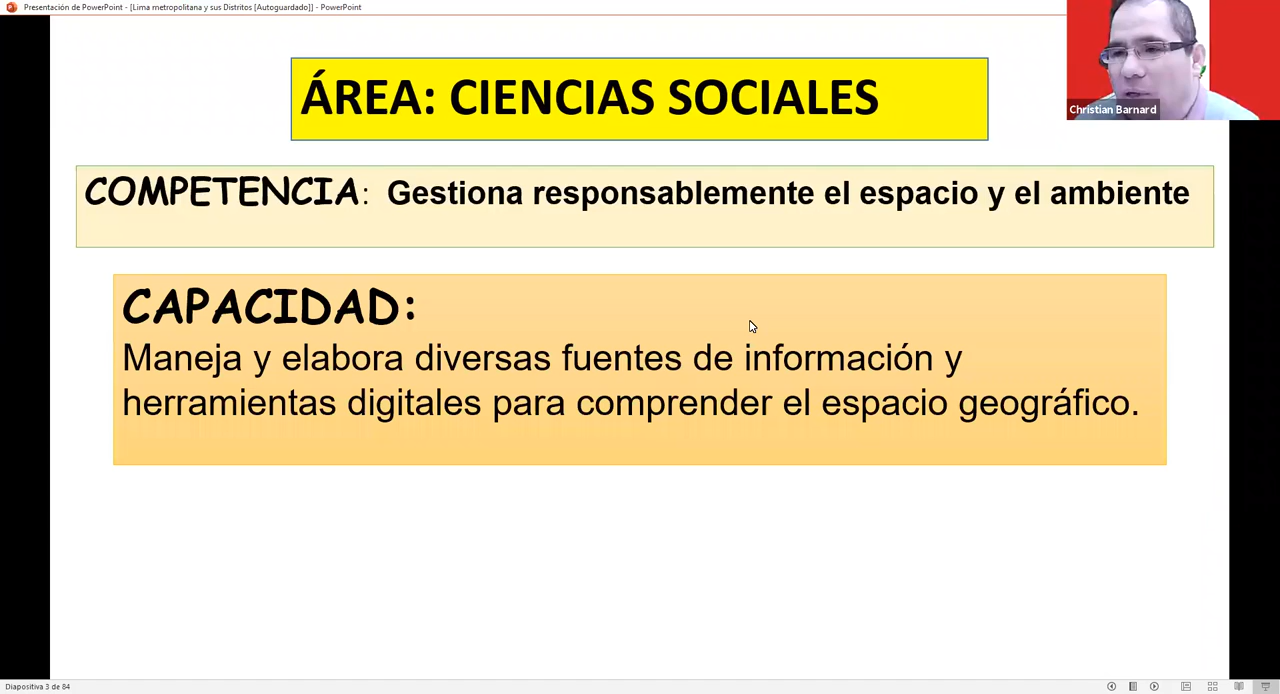 Presentación de PowerPoint - [Lima metropolitana y sus Distritos [Autoguardado]] - PowerPoint
ÁREA: CIENCIAS SOCIALES
Christian Barnard
COMPETENCIA: Gestiona responsablemente el espacio y el ambiente
CAPACIDAD:
Maneja y elabora diversas fuentes de información y
herramientas digitales para comprender el espacio geográfico.
Diapositiva 3 de 84